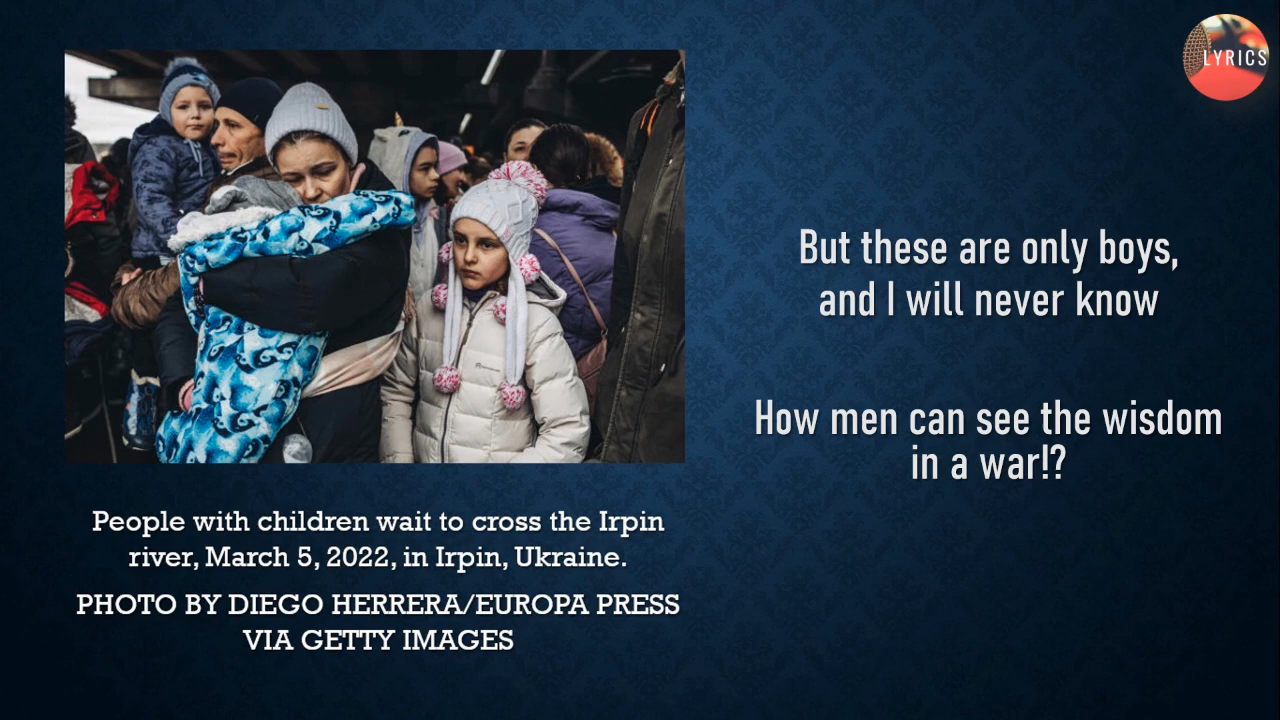 LYRICS
But these are only boys,
and I will never know
How men can see the wisdom
in a war!?
People with children wait to cross the Irpin
river, March 5, 2022, in Irpin, Ukraine.
PHOTO BY DIEGO HERRERA/EUROPA PRESS
VIA GETTY IMAGES